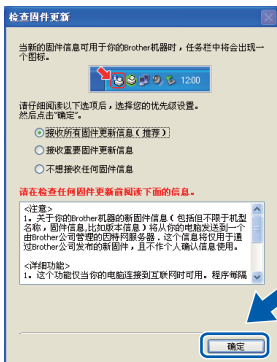 检查固件更新
当新的固件信息可用于你的Brother机器时，任务栏中将会出现一
个图标。
12:00
请仔细阅读以下选项后，选择您的优先级设置。
然后点击"确定"。
接收所有固件更新信息（推荐）
接收重要固件更新信息
不想接收任何固件信息
请在检查任何固件更新前阅读下面的信息。
<注意>
1。关于你的Brother机器的新固件信息（包括但不限于机型
名称，固件信息,比如版本信息）将从你的电脑发送到一个
由Brother公司管理的因特网服务器．这个信息将仅用于通
过Brother公司发布的新固件，且不作个人确认信息使用。
<详细功能>
1。这个功能仅当你的电脑连接到互联网时可用．程序每隔
确定